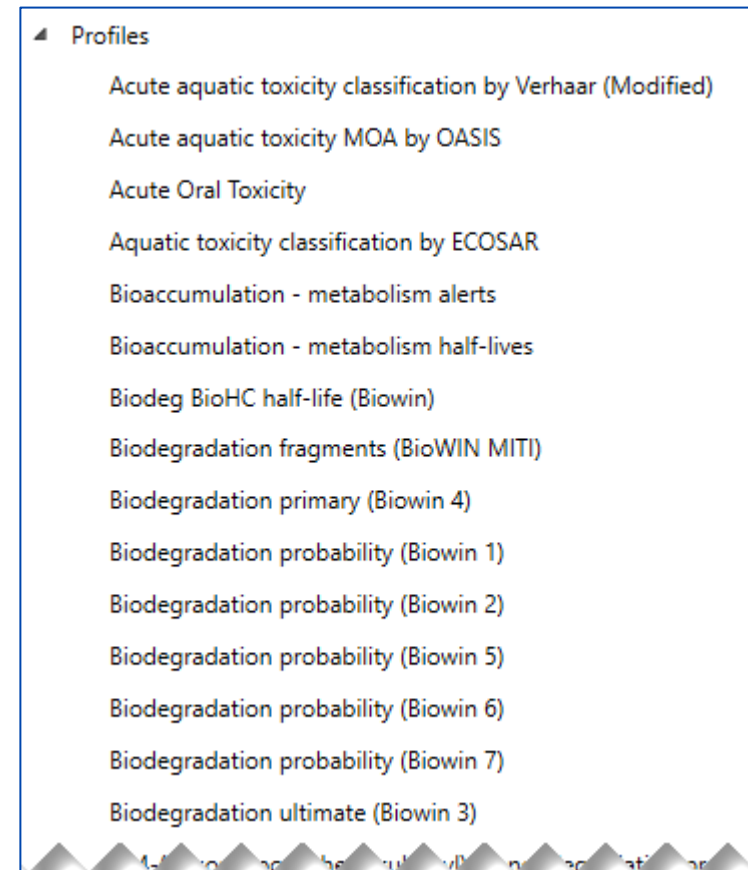 Profiles
Acute aquatic toxicity classification by Verhaar (Modified)
Acute aquatic toxicity MOA by OASIS
Acute Oral Toxicity
Aquatic toxicity classification by ECOSAR
Bioaccumulation - metabolism alerts
Bioaccumulation - metabolism half-lives
Biodeg BioHC half-life (Biowin)
Biodegradation fragments (BioWIN MITI)
Biodegradation primary (Biowin 4)
Biodegradation probability (Biowin 1)
Biodegradation probability (Biowin 2)
Biodegradation probability (Biowin 5)
Biodegradation probability (Biowin 6)
Biodegradation probability (Biowin 7)
Biodegradation ultimate (Biowin 3)